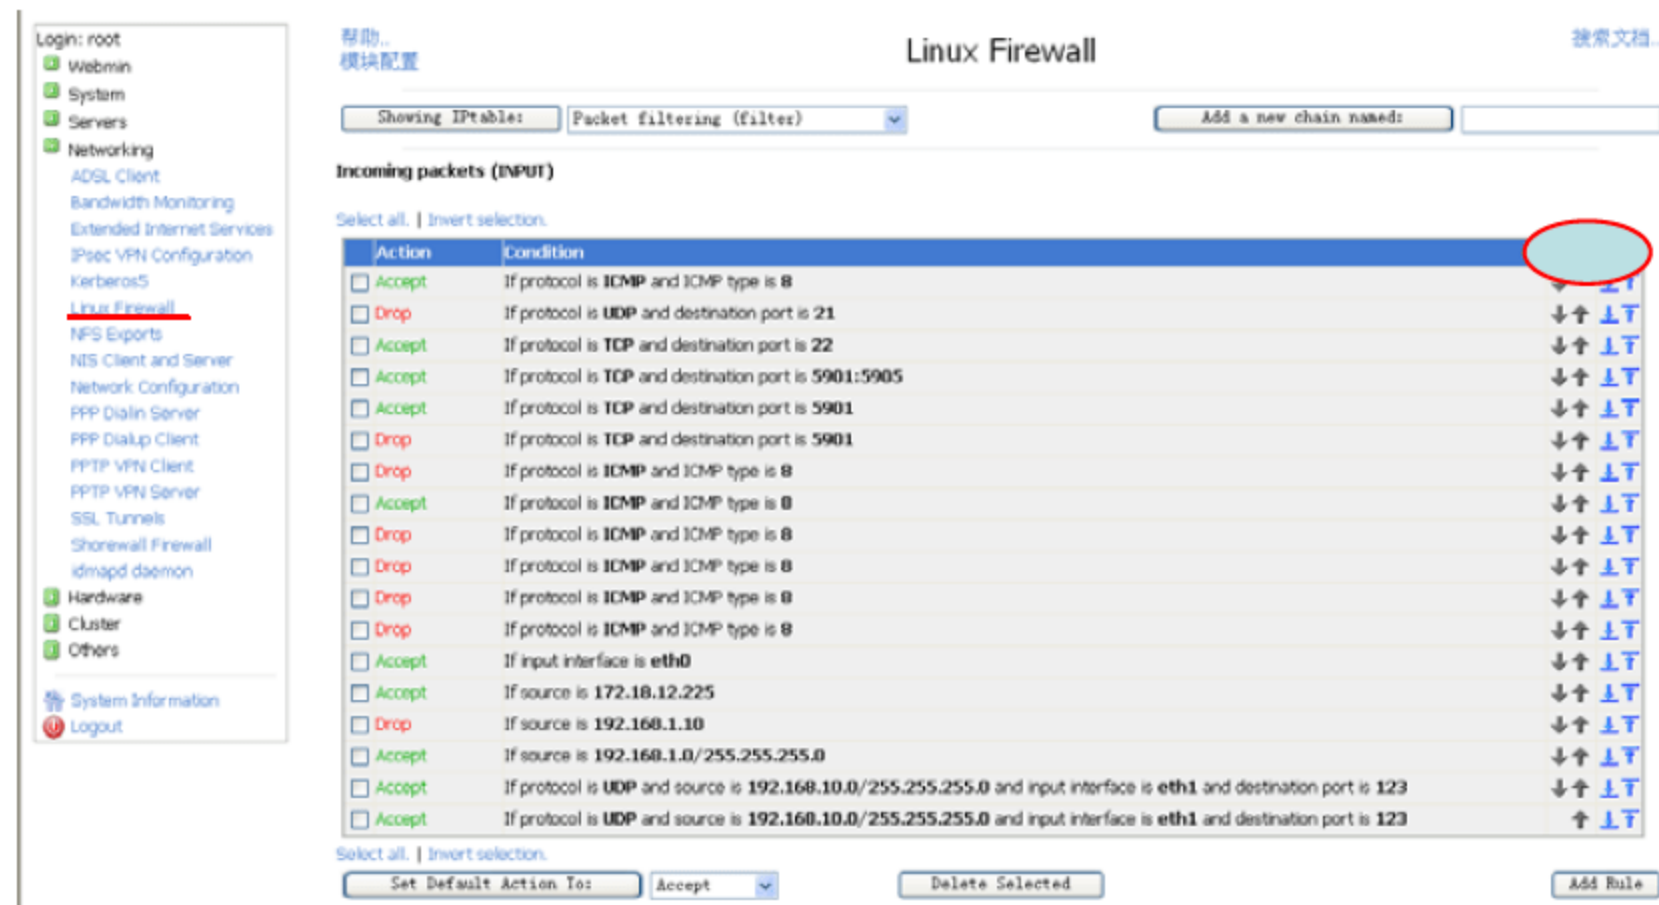 Login: root
Webmin
System
Servers
Networking
ADSL Client
Bandwidth Monitoring
Extended Internet Services
IPsec VPN Configuration
Kerberos5
Linux Firewall
NFS Exports
NIS Client and Server
Network Configuration
PPP Dialin Server
PPP Dialup Client
PPTP VPN Client
PPTP VPN Server
SSL Tunnels
Shorewall Firewall
idmapd daemon
Hardware
Cluster
Others
System Information
Logout
帮助..
模块配置
Linux Firewall
搜索文档..
Showing IPtable: Packet filtering (filter) Add a new chain named:
Incoming packets (INPUT)
Select all. | Invert selection.
Action Condition
Accept If protocol is ICMP and ICMP type is 8
Drop If protocol is UDP and destination port is 21
Accept If protocol is TCP and destination port is 22
Accept If protocol is TCP and destination port is 5901:5905
Accept If protocol is TCP and destination port is 5901
Drop If protocol is TCP and destination port is 5901
Drop If protocol is ICMP and ICMP type is 8
Accept If protocol is ICMP and ICMP type is 8
Drop If protocol is ICMP and ICMP type is 8
Drop If protocol is ICMP and ICMP type is 8
Drop If protocol is ICMP and ICMP type is 8
Drop If protocol is ICMP and ICMP type is 8
Accept If input interface is eth0
Accept If source is 172.18.12.225
Drop If source is 192.168.1.10
Accept If source is 192.168.1.0/255.255.255.0
Accept If protocol is UDP and source is 192.168.10.0/255.255.255.0 and input interface is eth1 and destination port is 123
Accept If protocol is UDP and source is 192.168.10.0/255.255.255.0 and input interface is eth1 and destination port is 123
Select all. | Invert selection.
Set Default Action To: Accept Delete Selected Add Rule